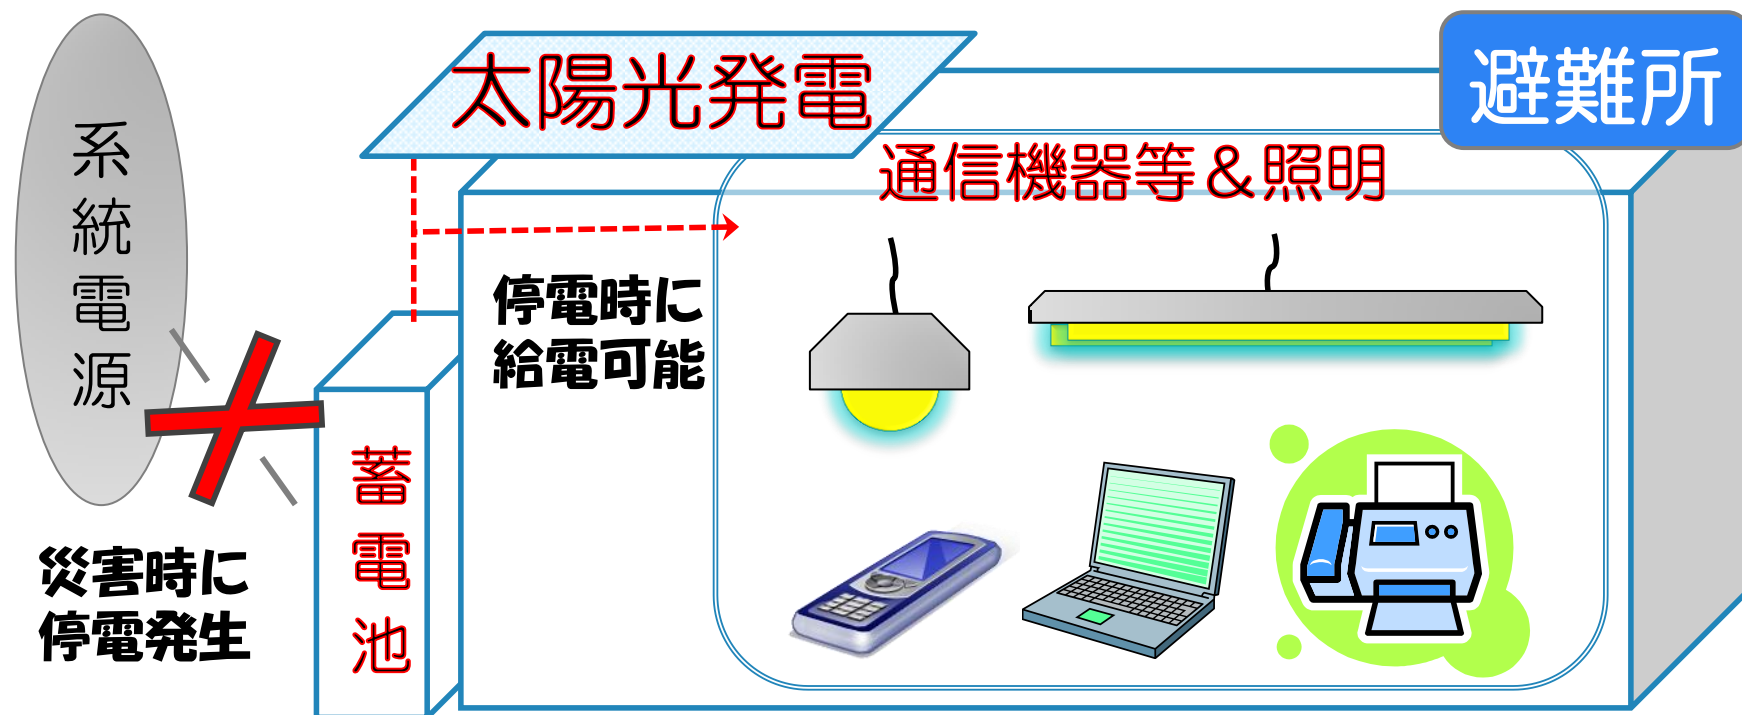 系統電源
太陽光発電
避難所
通信機器等＆照明
停電時に
給電可能
蓄電池
災害時に
停電発生